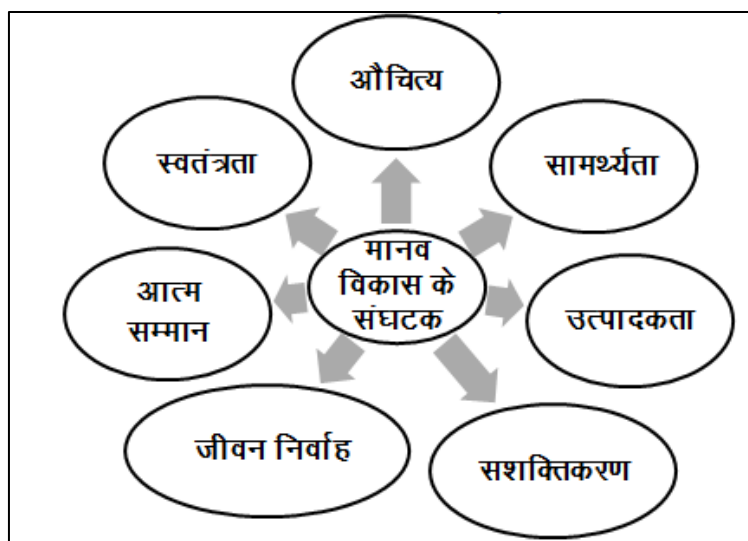 औचित्य
स्वतंत्रता
सामर्थ्यता
मानव
विकास के
संघटक
आत्म
सम्मान
उत्पादकता
जीवन निर्वाह
सशक्तिकरण